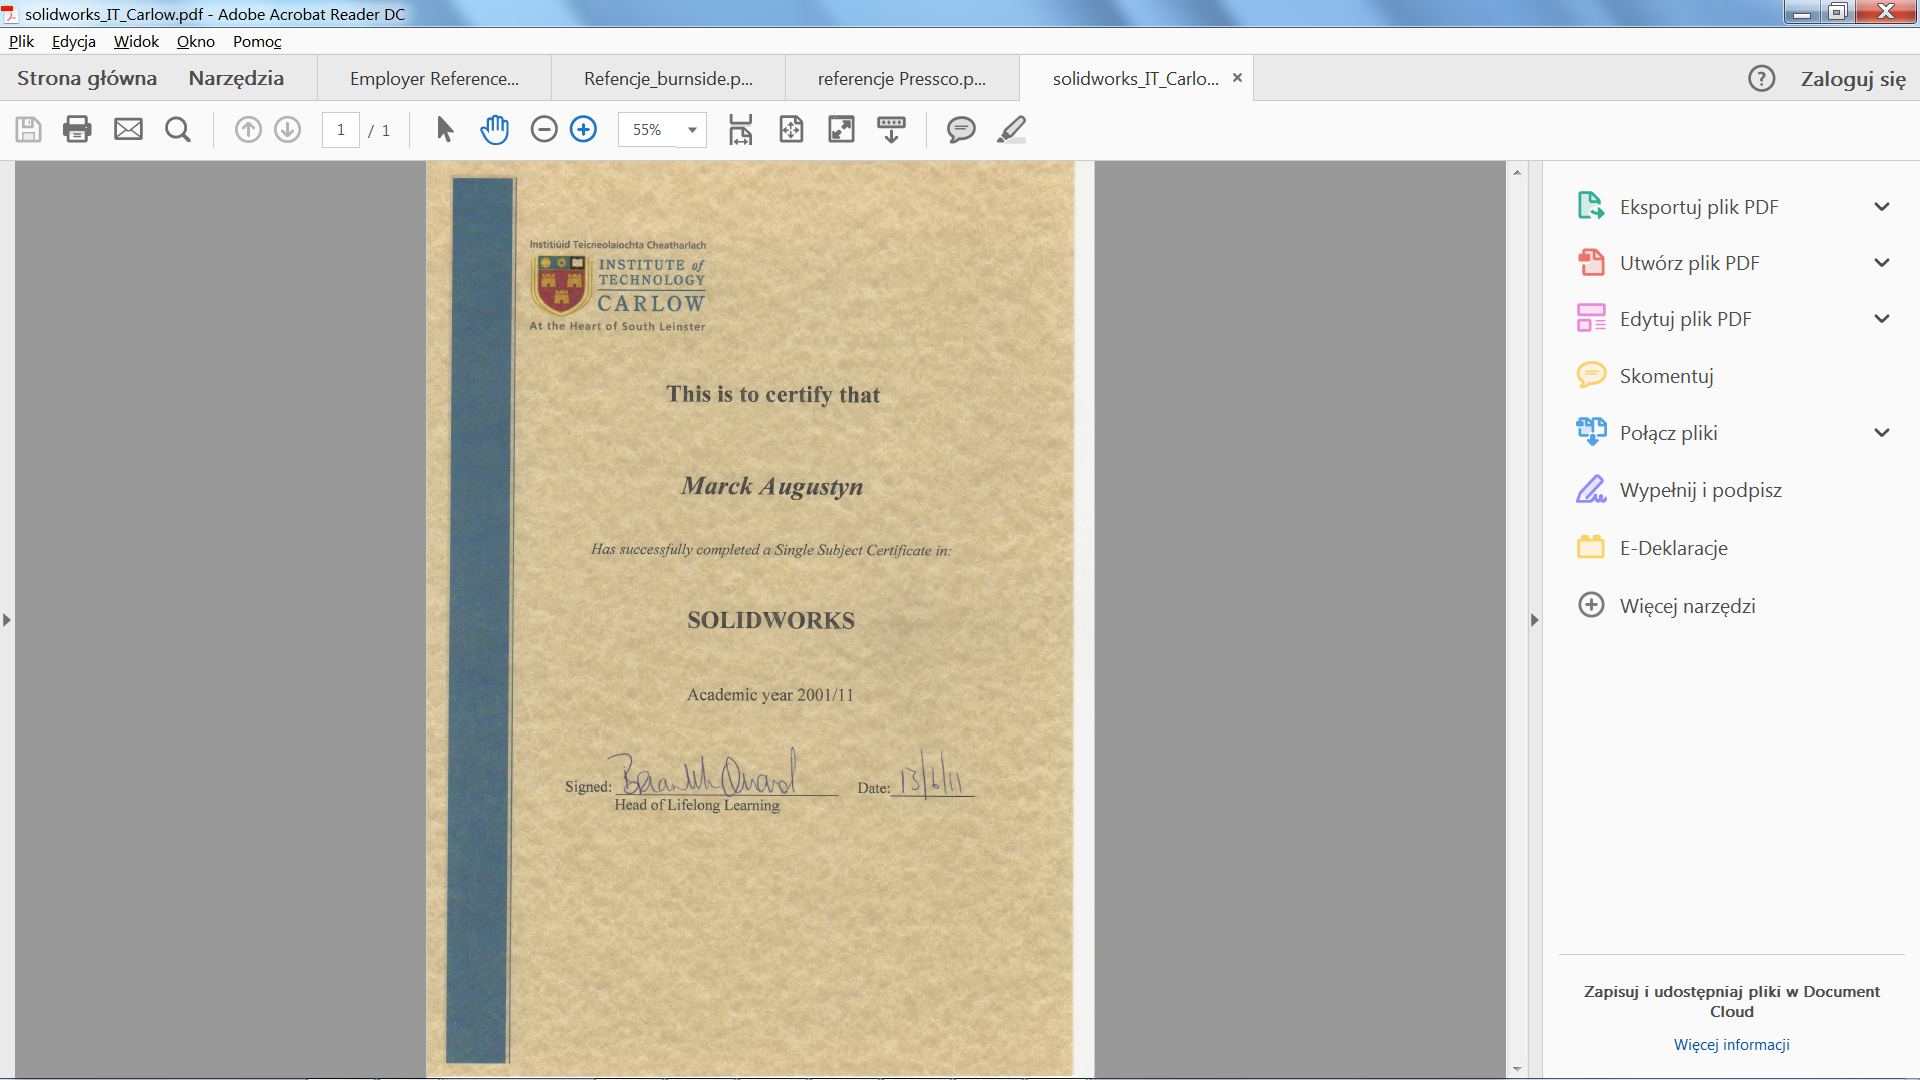 solidworks_IT_Carlow.pdf - Adobe Acrobat Reader DC
Plik Edycja Widok Okno Pomoc
Strona główna Narzędzia Employer Reference... Refencje_burnside.p... referencje Pressco.p... solidworks_IT_Carlo... Zaloguj się
1 / 1 55%
Institiúid Teicneolaíochta Cheatharlach
INSTITUTE of
TECHNOLOGY
CARLOW
At the Heart of South Leinster
This is to certify that
Marck Augustyn
Has successfully completed a Single Subject Certificate in:
SOLIDWORKS
Academic year 2001/11
Signed: Date: 13/6/11
Head of Lifelong Learning
Eksportuj plik PDF
Utwórz plik PDF
Edytuj plik PDF
Skomentuj
Połącz pliki
Wypełnij i podpisz
E-Deklaracje
Więcej narzędzi
Zapisuj i udostępniaj pliki w Document
Cloud
Więcej informacji